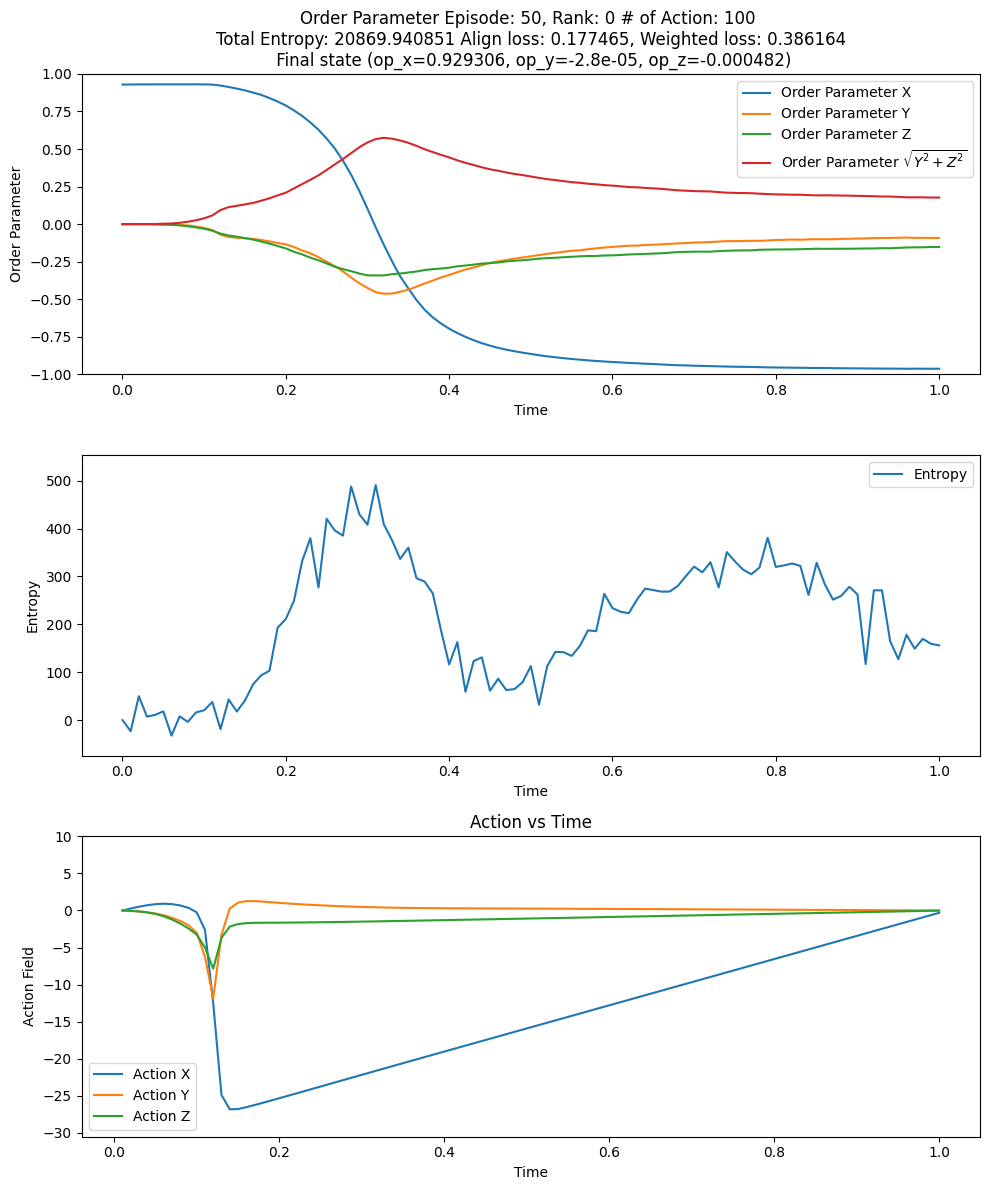 Order Parameter Episode: 50, Rank: 0 # of Action: 100
Total Entropy: 20869.940851 Align loss: 0.177465, Weighted loss: 0.386164
Final state (op_x=0.929306, op_y=-2.8e-05, op_z=-0.000482)
1.00
0.75
0.50
0.25
0.00
−0.25
−0.50
−0.75
−1.00
Order Parameter
Order Parameter X
Order Parameter Y
Order Parameter Z
Order Parameter √Y² + Z²
0.0 0.2 0.4 0.6 0.8 1.0
Time
500
400
300
200
100
0
Entropy
Entropy
0.0 0.2 0.4 0.6 0.8 1.0
Time
Action vs Time
10
5
0
−5
−10
−15
−20
−25
−30
Action Field
Action X
Action Y
Action Z
0.0 0.2 0.4 0.6 0.8 1.0
Time